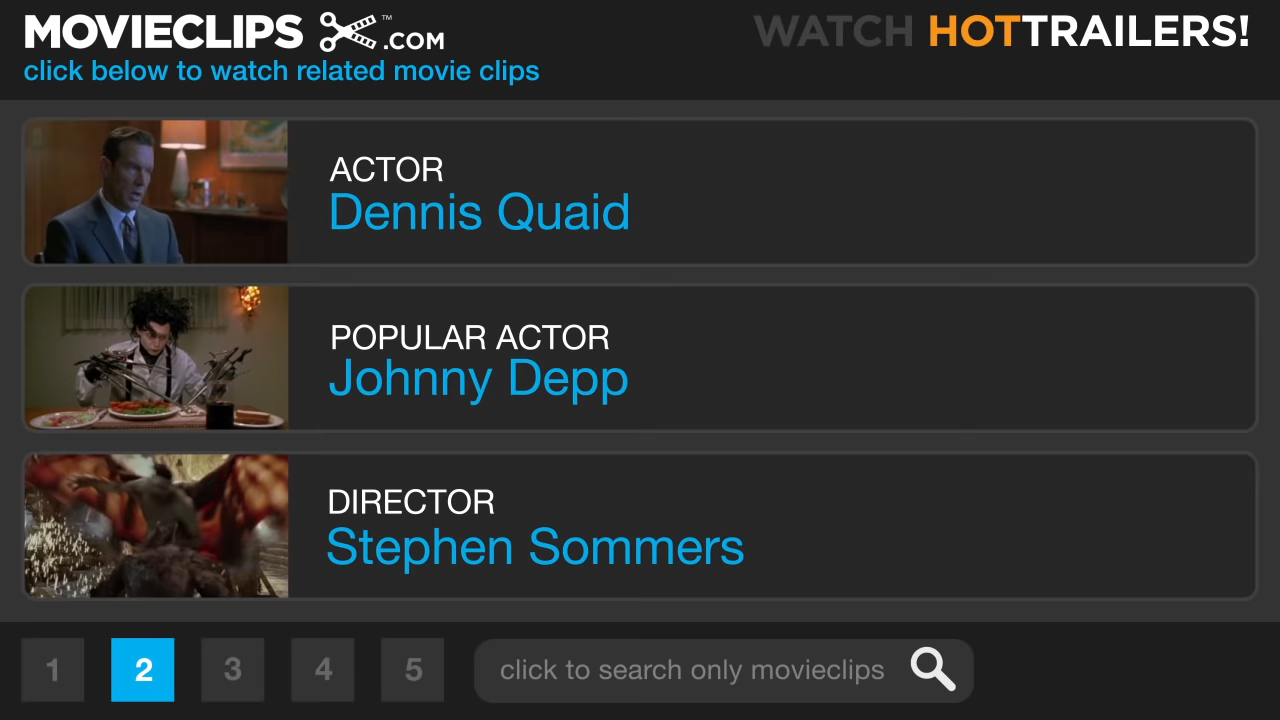 MOVIECLIPS ™ .COM
WATCH HOTTRAILERS!
click below to watch related movie clips
ACTOR
Dennis Quaid
POPULAR ACTOR
Johnny Depp
DIRECTOR
Stephen Sommers
1 2 3 4 5
click to search only movieclips